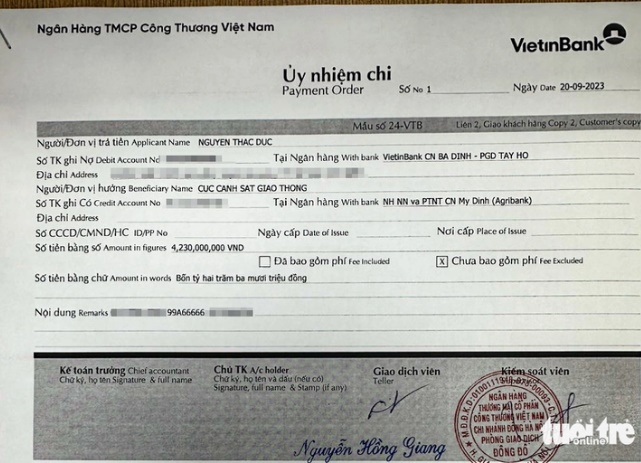 Ngân Hàng TMCP Công Thương Việt Nam
VietinBank
Ủy nhiệm chi
Payment Order
Số No 1
Ngày Date 20-09-2023
Mẫu số 24-VTB
Liên 2, Giao khách hàng Copy 2, Customer's copy
Người/Đơn vị trả tiền Applicant Name NGUYEN THAC DUC
Số TK ghi Nợ Debit Account No
Tại Ngân hàng With bank VietinBank CN BA DINH - PGD TAY HO
Địa chỉ Address
Người/Đơn vị hưởng Beneficiary Name CUC CANH SAT GIAO THONG
Số TK ghi Có Credit Account No
Tại Ngân hàng With bank NH NN va PTNT CN My Dinh (Agribank)
Địa chỉ Address
Số CCCD/CMND/HC ID/PP No
Ngày cấp Date of Issue
Nơi cấp Place of Issue
Số tiền bằng số Amount in figures 4,230,000,000 VND
Đã bao gồm phí Fee Included
X Chưa bao gồm phí Fee Excluded
Số tiền bằng chữ Amount in words Bốn tỷ hai trăm ba mươi triệu đồng
Nội dung Remarks 99A66666
Kế toán trưởng Chief accountant
Chữ ký, họ tên Signature & full name
Chủ TK A/c holder
Chữ ký, họ tên và dấu (nếu có)
Signature, full name & Stamp (if any)
Giao dịch viên
Teller
Kiểm soát viên
NGÂN HÀNG
THƯƠNG MẠI CỔ PHẦN
CÔNG THƯƠNG VIỆT NAM
CHI NHÁNH ĐÔNG HÀ NỘI
PHÒNG GIAO DỊCH
ĐÔNG ĐÔ
Nguyễn Hồng Giang
tuổi trẻ
online